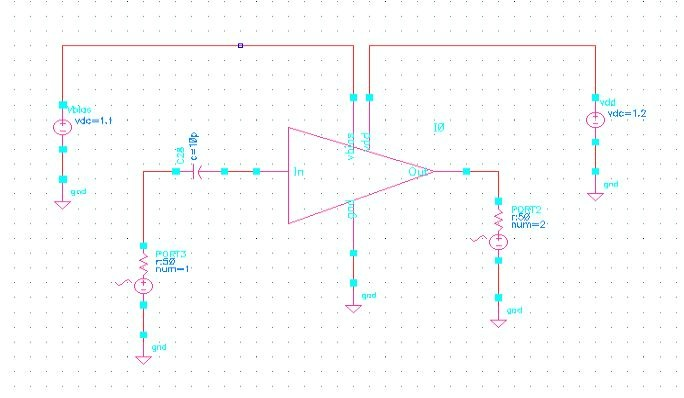 vbias
vdc=1.1
vdd
vdc=1.2
I0
vbias
vdd
c=10p
In
Out
gnd
gnd
gnd
PORT2
r:50
num=2
PORT3
r:50
num=1
gnd
gnd
gnd